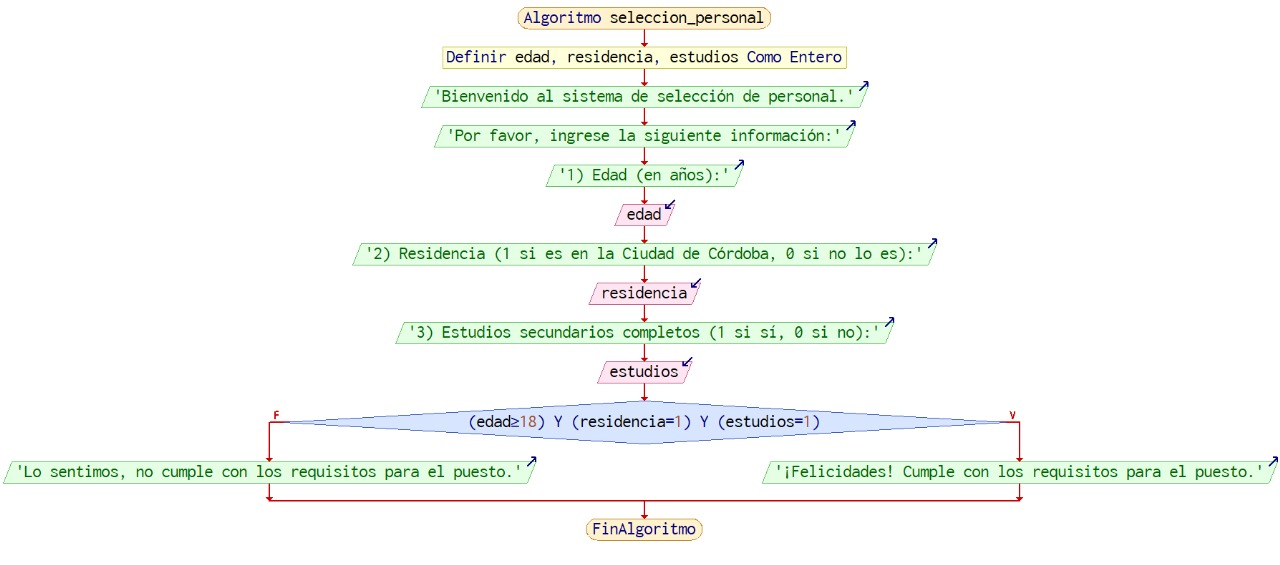 Algoritmo seleccion_personal
Definir edad, residencia, estudios Como Entero
'Bienvenido al sistema de selección de personal.'
'Por favor, ingrese la siguiente información:'
'1) Edad (en años):'
edad
'2) Residencia (1 si es en la Ciudad de Córdoba, 0 si no lo es):'
residencia
'3) Estudios secundarios completos (1 si sí, 0 si no):'
estudios
F
(edad≥18) Y (residencia=1) Y (estudios=1)
V
'Lo sentimos, no cumple con los requisitos para el puesto.'
'¡Felicidades! Cumple con los requisitos para el puesto.'
FinAlgoritmo